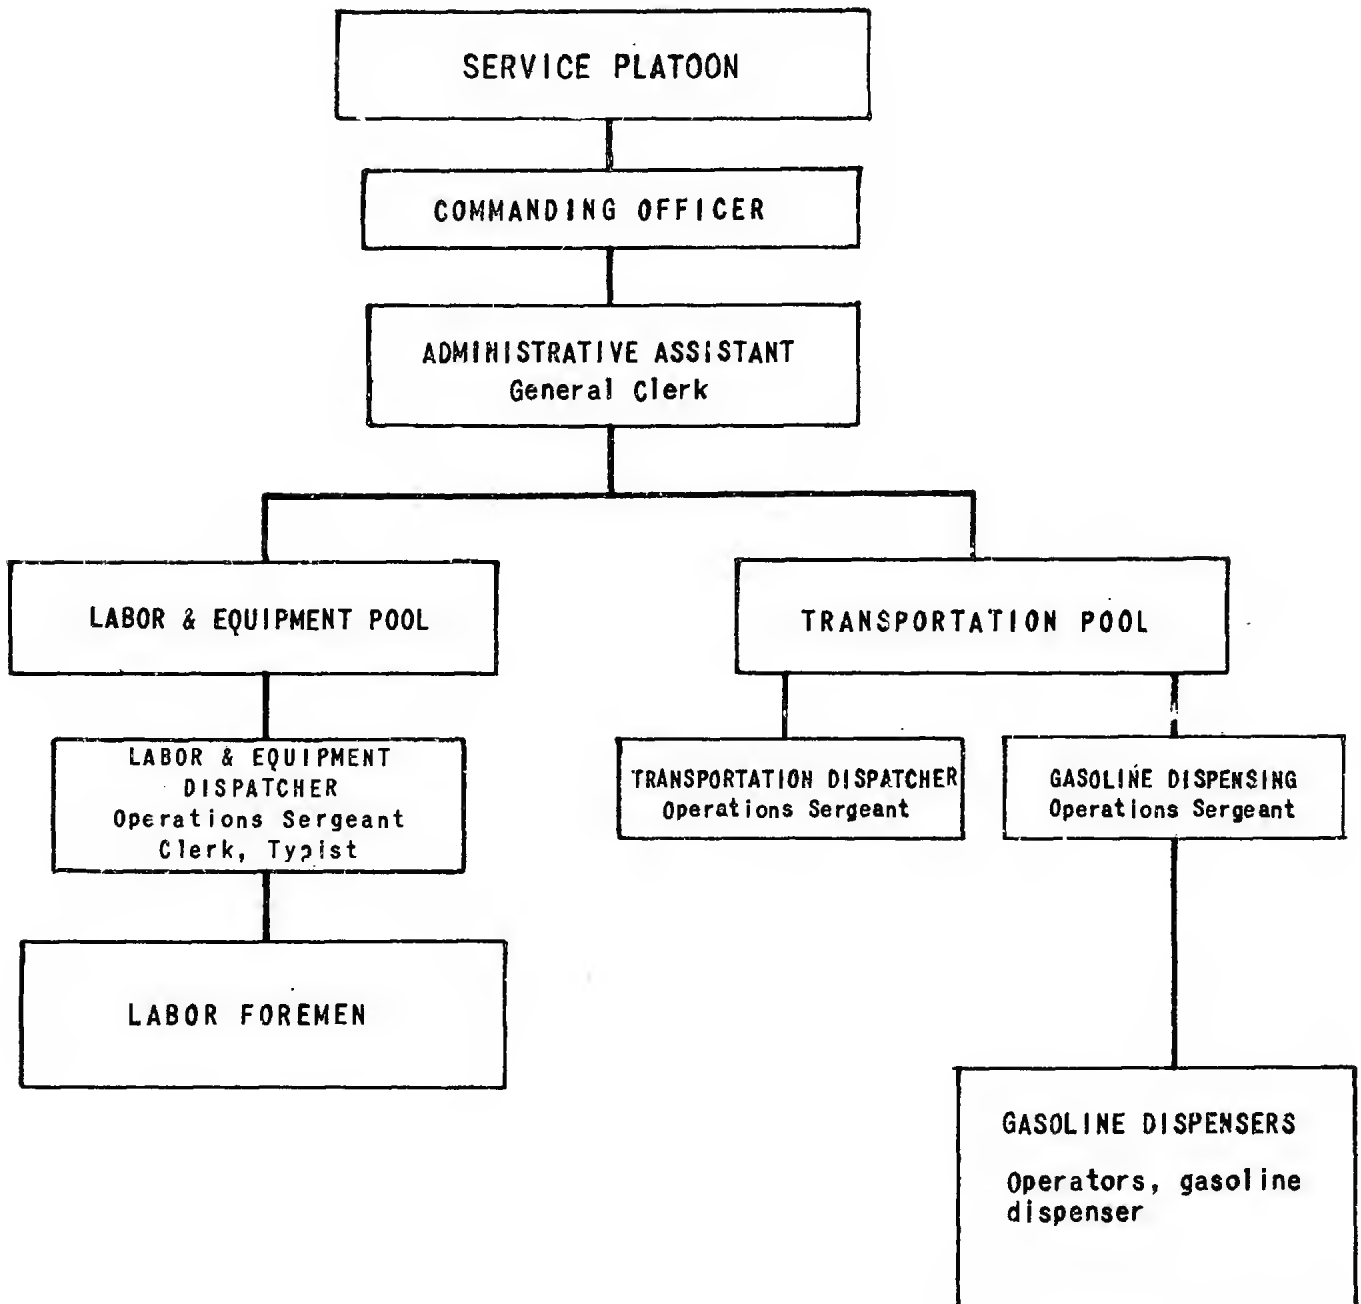 SERVICE PLATOON
COMMANDING OFFICER
ADMINISTRATIVE ASSISTANT
General Clerk
LABOR & EQUIPMENT POOL
TRANSPORTATION POOL
LABOR & EQUIPMENT
DISPATCHER
Operations Sergeant
Clerk, Typist
TRANSPORTATION DISPATCHER
Operations Sergeant
GASOLINE DISPENSING
Operations Sergeant
LABOR FOREMEN
GASOLINE DISPENSERS
Operators, gasoline
dispenser